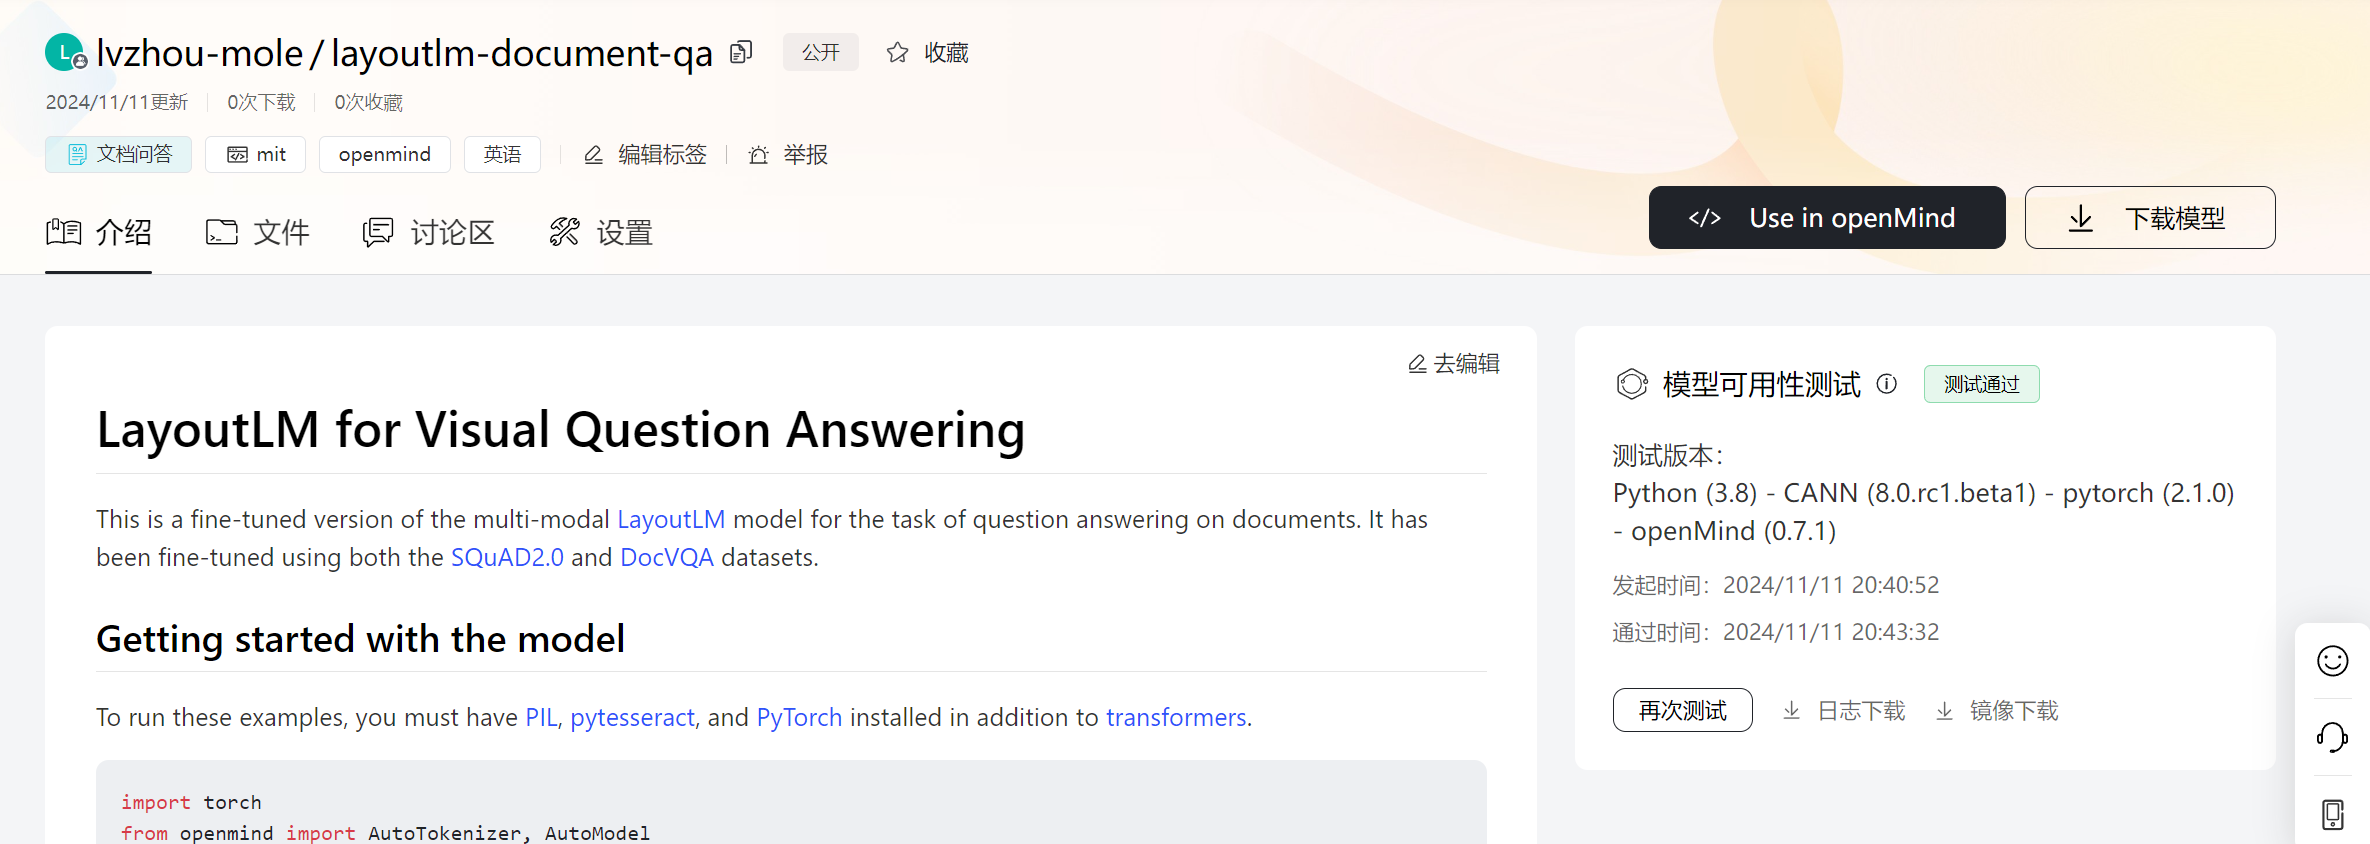 L lvzhou-mole / layoutlm-document-qa 公开 收藏
2024/11/11更新 0次下载 0次收藏
文档问答 mit openmind 英语 编辑标签 举报
介绍 文件 讨论区 设置
Use in openMind 下载模型
去编辑
LayoutLM for Visual Question Answering
This is a fine-tuned version of the multi-modal LayoutLM model for the task of question answering on documents. It has
been fine-tuned using both the SQuAD2.0 and DocVQA datasets.
Getting started with the model
To run these examples, you must have PIL, pytesseract, and PyTorch installed in addition to transformers.
import torch
from openmind import AutoTokenizer, AutoModel
模型可用性测试 测试通过
测试版本：
Python (3.8) - CANN (8.0.rc1.beta1) - pytorch (2.1.0)
- openMind (0.7.1)
发起时间：2024/11/11 20:40:52
通过时间：2024/11/11 20:43:32
再次测试 日志下载 镜像下载